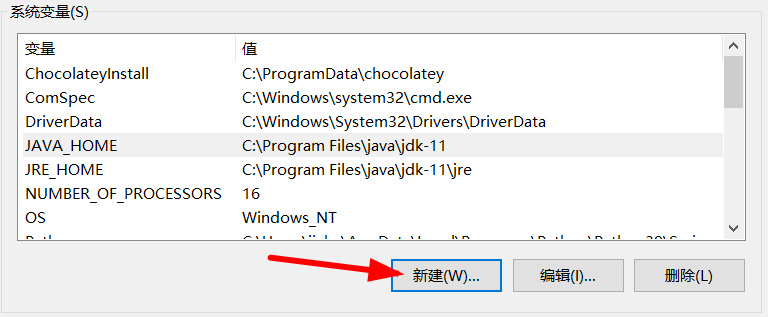 系统变量(S)
变量 值
ChocolateyInstall C:\ProgramData\chocolatey
ComSpec C:\Windows\system32\cmd.exe
DriverData C:\Windows\System32\Drivers\DriverData
JAVA_HOME C:\Program Files\java\jdk-11
JRE_HOME C:\Program Files\java\jdk-11\jre
NUMBER_OF_PROCESSORS 16
OS Windows_NT
新建(W)... 编辑(I)... 删除(L)